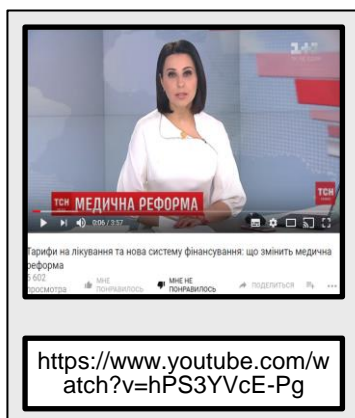 1+1
ТСН
ТСН МЕДИЧНА РЕФОРМА
0:06 / 3:57
Тарифи на лікування та нова систему фінансування: що змінить медична
реформа
5 602
просмотра
МНЕ
ПОНРАВИЛОСЬ
МНЕ НЕ
ПОНРАВИЛОСЬ
ПОДЕЛИТЬСЯ
https://www.youtube.com/w
atch?v=hPS3YVcE-Pg